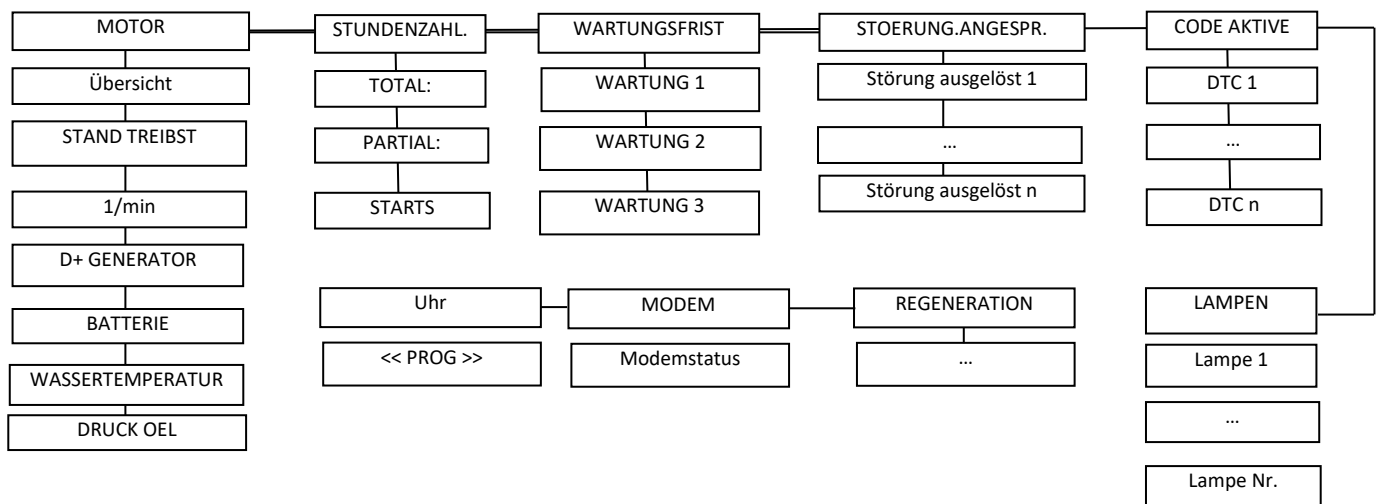 MOTOR
Übersicht
STAND TREIBST
1/min
D+ GENERATOR
BATTERIE
WASSERTEMPERATUR
DRUCK OEL
STUNDENZAHL.
TOTAL:
PARTIAL:
STARTS
WARTUNGSFRIST
WARTUNG 1
WARTUNG 2
WARTUNG 3
STOERUNG.ANGESPR.
Störung ausgelöst 1
...
Störung ausgelöst n
CODE AKTIVE
DTC 1
...
DTC n
Uhr
<< PROG >>
MODEM
Modemstatus
REGENERATION
...
LAMPEN
Lampe 1
...
Lampe Nr.